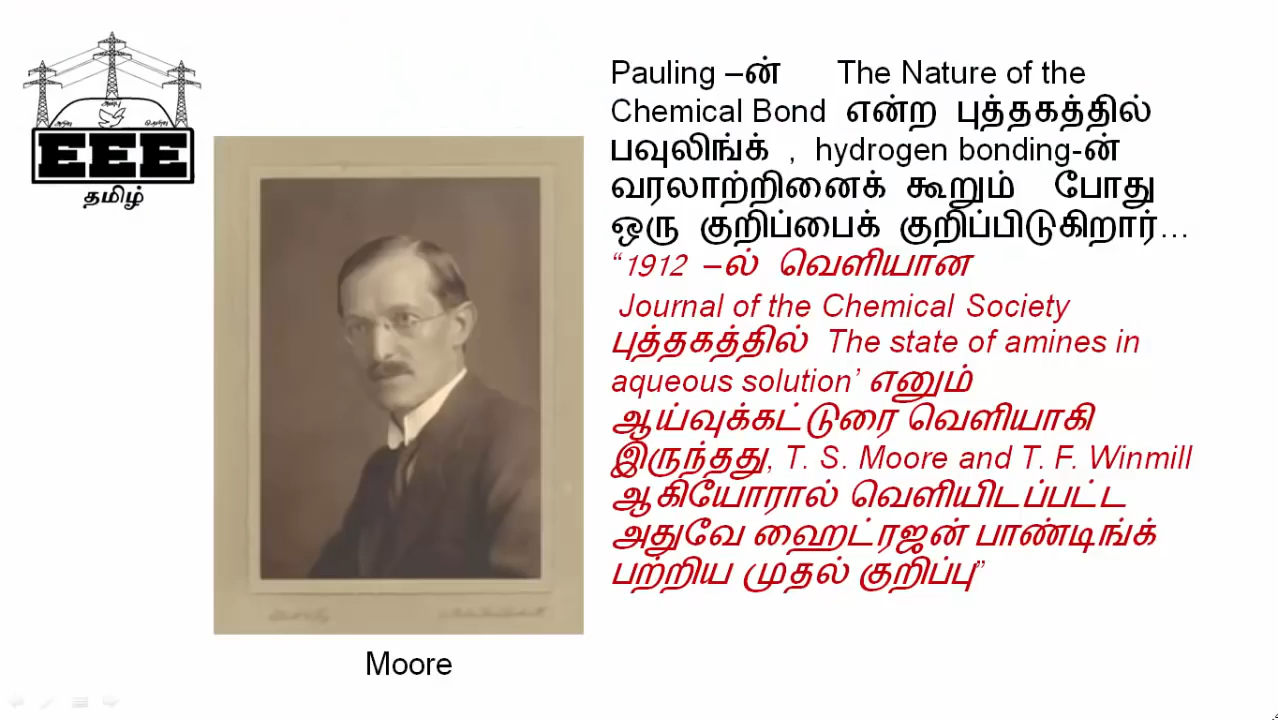 EEE
தமிழ்
Pauling –ன் The Nature of the
Chemical Bond என்ற புத்தகத்தில்
பவுலிங்க் , hydrogen bonding-ன்
வரலாற்றினைக் கூறும் போது
ஒரு குறிப்பைக் குறிப்பிடுகிறார்...
“1912 –ல் வெளியான
Journal of the Chemical Society
புத்தகத்தில் The state of amines in
aqueous solution’ எனும்
ஆய்வுக்கட்டுரை வெளியாகி
இருந்தது, T. S. Moore and T. F. Winmill
ஆகியோரால் வெளியிடப்பட்ட
அதுவே ஹைட்ரஜன் பாண்டிங்க்
பற்றிய முதல் குறிப்பு”
Moore